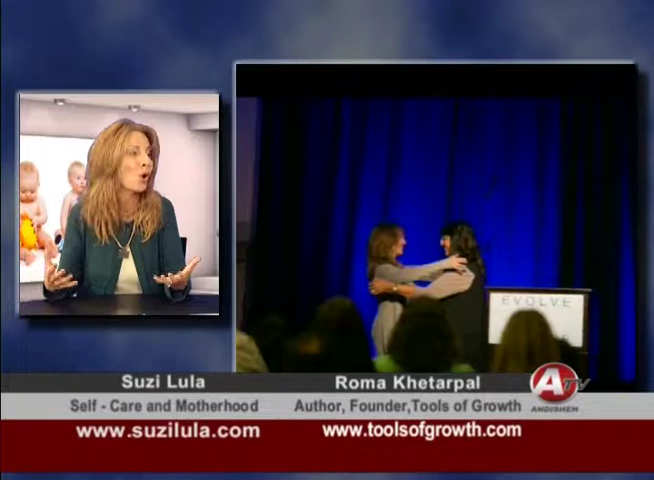 EVOLVE
Suzi Lula
Self - Care and Motherhood
www.suzilula.com
Roma Khetarpal
Author, Founder,Tools of Growth
www.toolsofgrowth.com
ATV
ANDISHEH